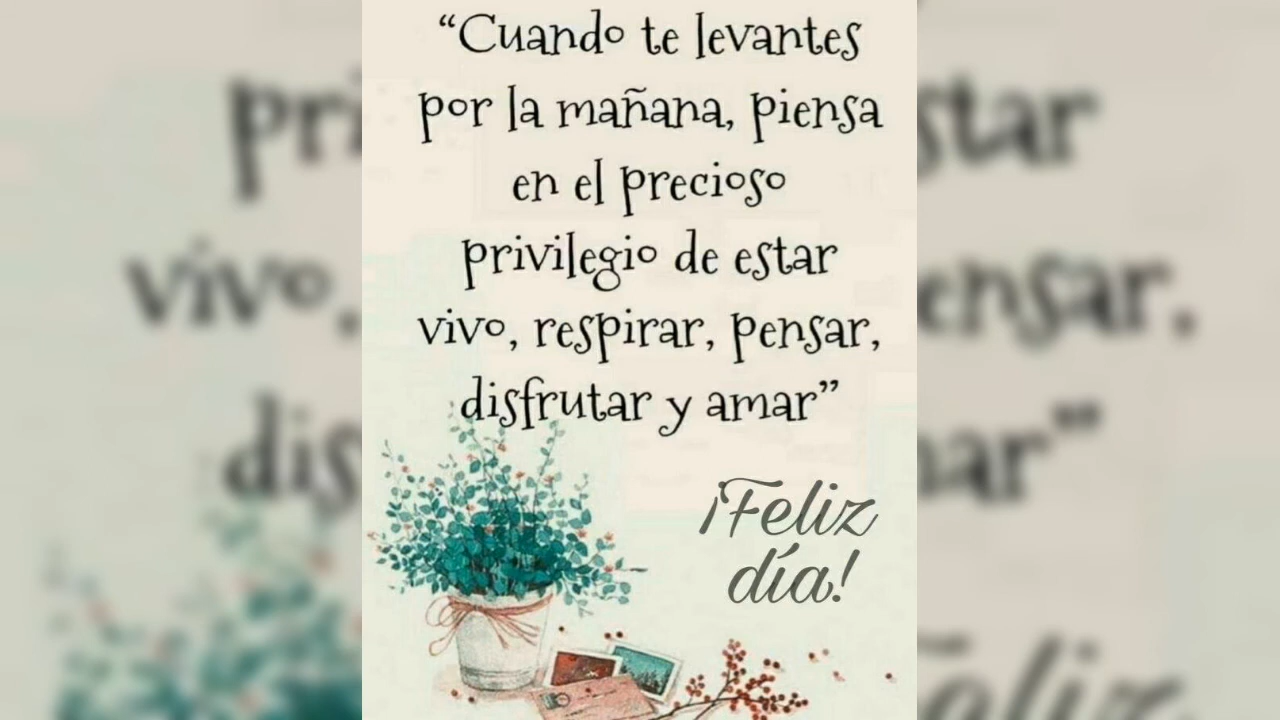 “Cuando te levantes
por la mañana, piensa
en el precioso
privilegio de estar
vivo, respirar, pensar,
disfrutar y amar”
¡Feliz
día!